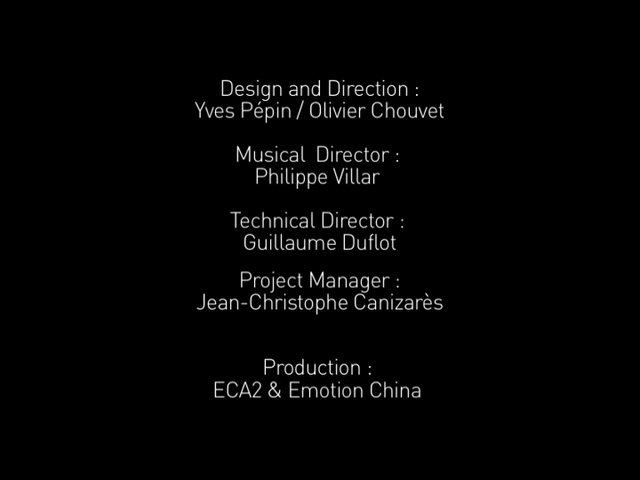 Design and Direction :
Yves Pépin / Olivier Chouvet
Musical  Director :
Philippe Villar
Technical Director :
Guillaume Duflot
Project Manager :
Jean-Christophe Canizarès
Production :
ECA2 & Emotion China